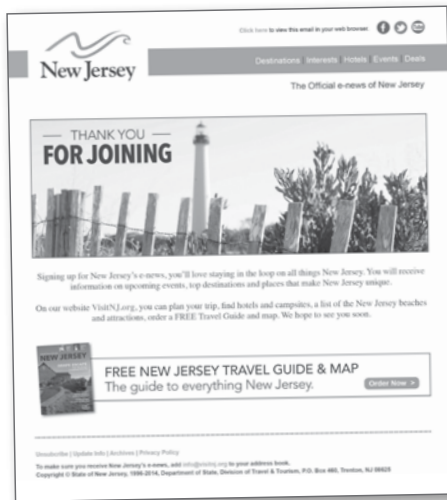 Click here to view this email in your web browser.
New Jersey
Destinations | Interests | Hotels | Events | Deals
The Official e-news of New Jersey
THANK YOU
FOR JOINING
Signing up for New Jersey's e-news, you'll love staying in the loop on all things New Jersey. You will receive
information on upcoming events, top destinations and places that make New Jersey unique.
On our website VisitNJ.org, you can plan your trip, find hotels and campsites, a list of the New Jersey beaches
and attractions, order a FREE Travel Guide and map. We hope to see you soon.
NEW JERSEY
FREE NEW JERSEY TRAVEL GUIDE & MAP
The guide to everything New Jersey.
Order Now >
Unsubscribe | Update Info | Archives | Privacy Policy
To make sure you receive New Jersey's e-news, add info@visitnj.org to your address book.
Copyright © State of New Jersey, 1996-2014, Department of State, Division of Travel & Tourism, P.O. Box 460, Trenton, NJ 08625